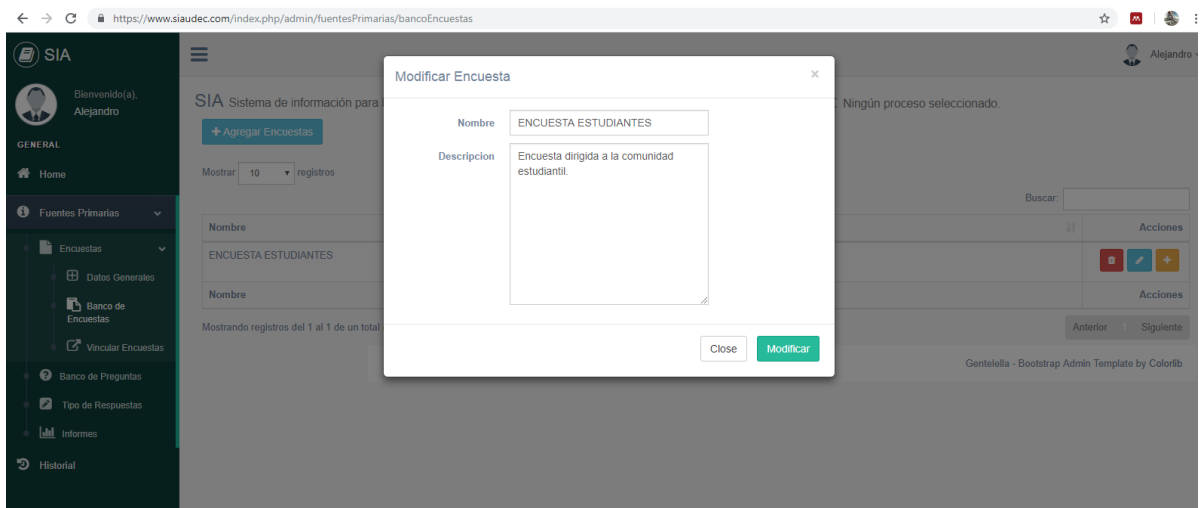 https://www.siaudec.com/index.php/admin/fuentesPrimarias/bancoEncuestas
SIA
Alejandro
Bienvenido(a),
Alejandro
GENERAL
Home
Fuentes Primarias
Encuestas
Datos Generales
Banco de
Encuestas
Vincular Encuestas
Banco de Preguntas
Tipo de Respuestas
Informes
Historial
SIA Sistema de información para
Ningún proceso seleccionado.
Agregar Encuestas
Mostrar 10 registros
Buscar:
Nombre
Acciones
ENCUESTA ESTUDIANTES
Nombre
Acciones
Mostrando registros del 1 al 1 de un total
Anterior 1 Siguiente
Gentelella - Bootstrap Admin Template by Colorlib
Modificar Encuesta
×
Nombre
ENCUESTA ESTUDIANTES
Descripcion
Encuesta dirigida a la comunidad
estudiantil.
Close
Modificar